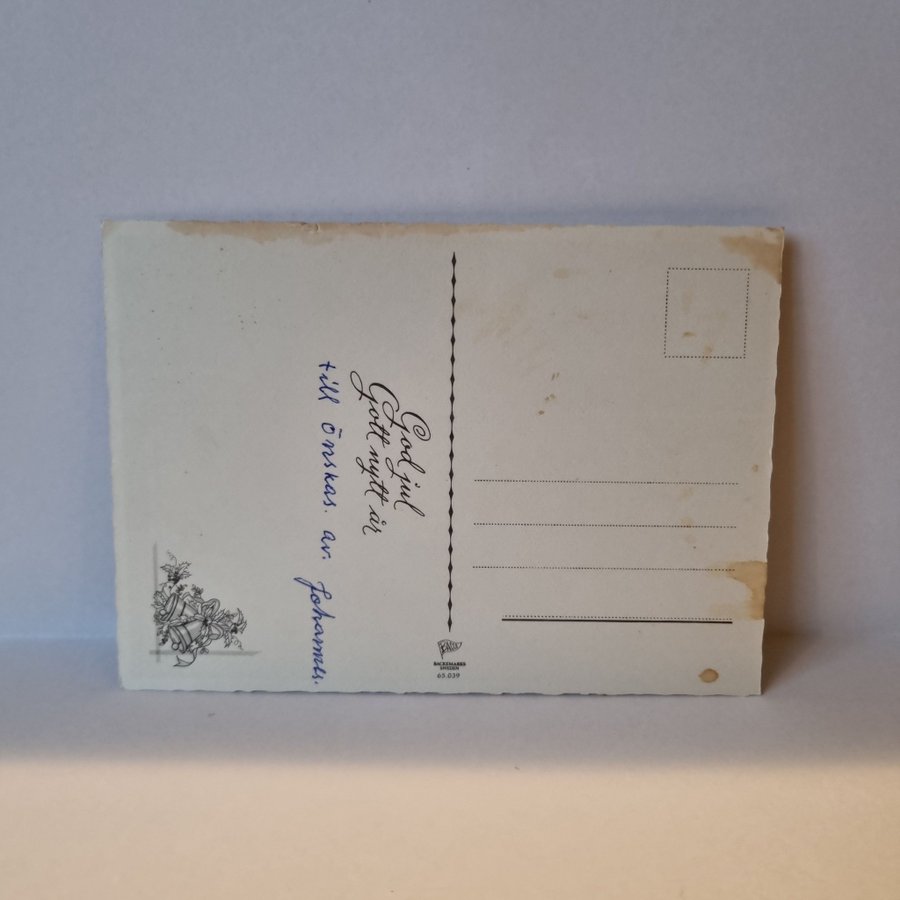 God jul
Gott nytt år
till önskas. av. Johannes.
BACKEMARKS
SWEDEN
65.039